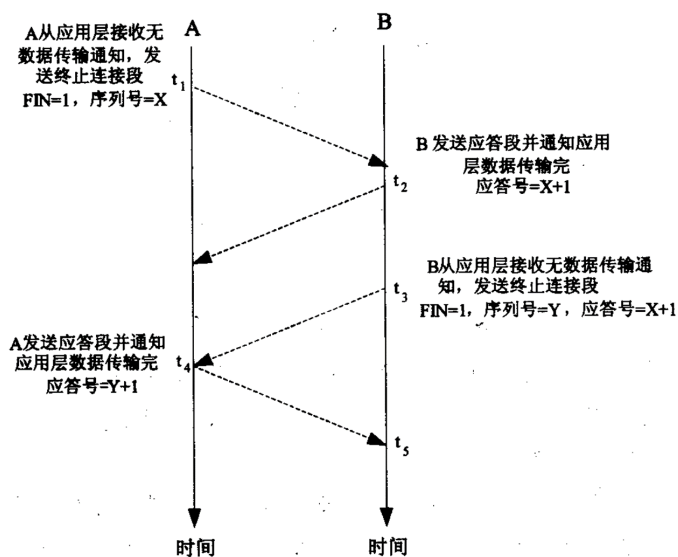 A
B
A从应用层接收无
数据传输通知，发
送终止连接段
FIN=1，序列号=X
t1
B 发送应答段并通知应用
层数据传输完
应答号=X+1
t2
B从应用层接收无数据传输通
知，发送终止连接段
FIN=1，序列号=Y，应答号=X+1
t3
A发送应答段并通知
应用层数据传输完
应答号=Y+1
t4
t5
时间
时间